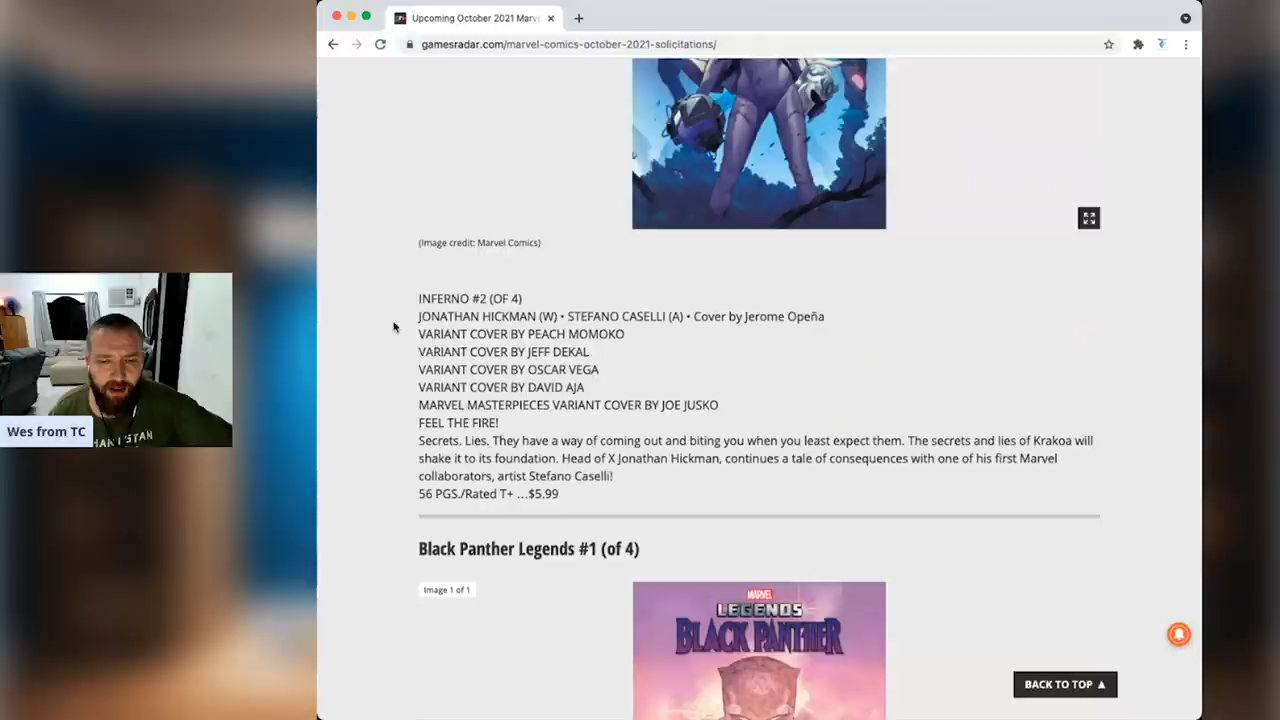 Upcoming October 2021 Marv
gamesradar.com/marvel-comics-october-2021-solicitations/
(Image credit: Marvel Comics)
INFERNO #2 (OF 4)
JONATHAN HICKMAN (W) • STEFANO CASELLI (A) • Cover by Jerome Opeña
VARIANT COVER BY PEACH MOMOKO
VARIANT COVER BY JEFF DEKAL
VARIANT COVER BY OSCAR VEGA
VARIANT COVER BY DAVID AJA
MARVEL MASTERPIECES VARIANT COVER BY JOE JUSKO
FEEL THE FIRE!
Secrets. Lies. They have a way of coming out and biting you when you least expect them. The secrets and lies of Krakoa will
shake it to its foundation. Head of X Jonathan Hickman, continues a tale of consequences with one of his first Marvel
collaborators, artist Stefano Caselli!
56 PGS./Rated T+ ...$5.99
Black Panther Legends #1 (of 4)
Image 1 of 1
MARVEL
LEGENDS
BLACK PANTHER
BACK TO TOP ▲
Wes from TC